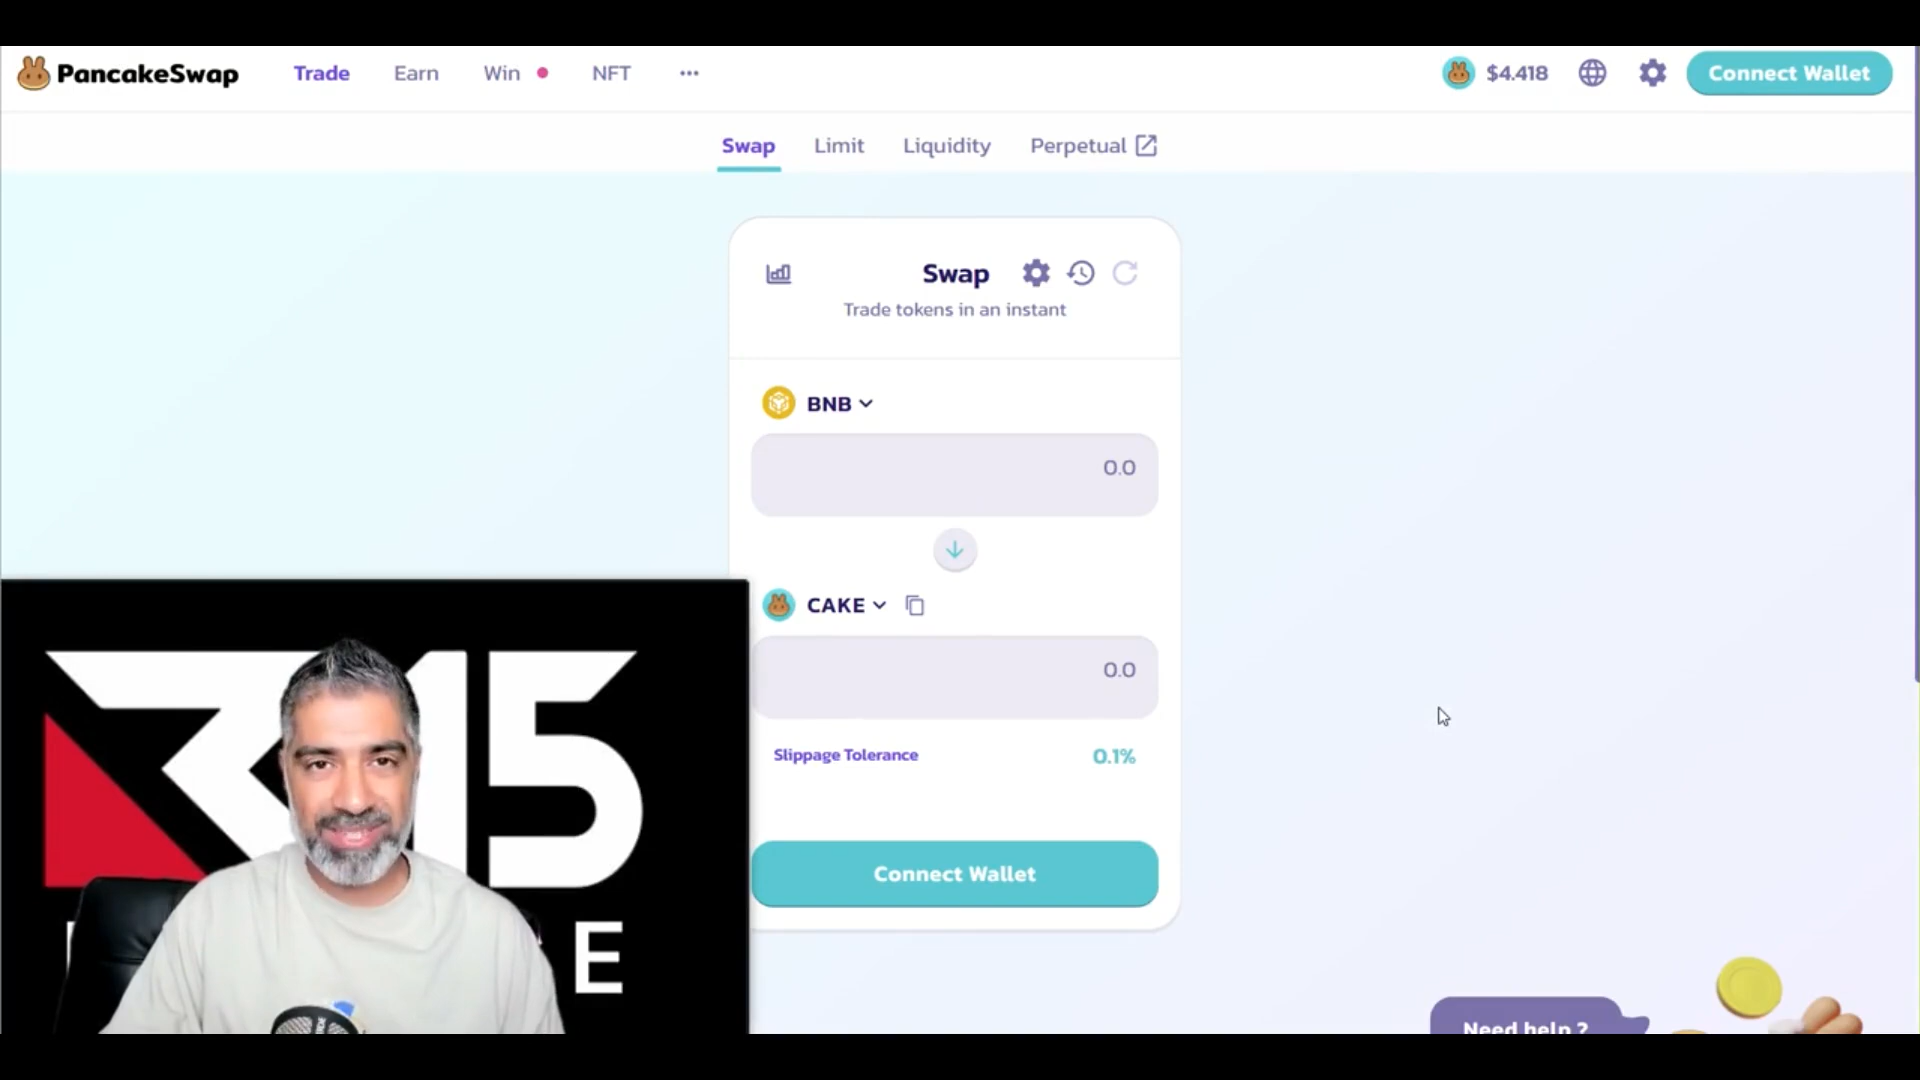 PancakeSwap
Trade
Earn
Win
NFT
$4.418
Connect Wallet
Swap
Limit
Liquidity
Perpetual
Swap
Trade tokens in an instant
BNB
0.0
CAKE
0.0
Slippage Tolerance
0.1%
Connect Wallet
Need help ?
15
E